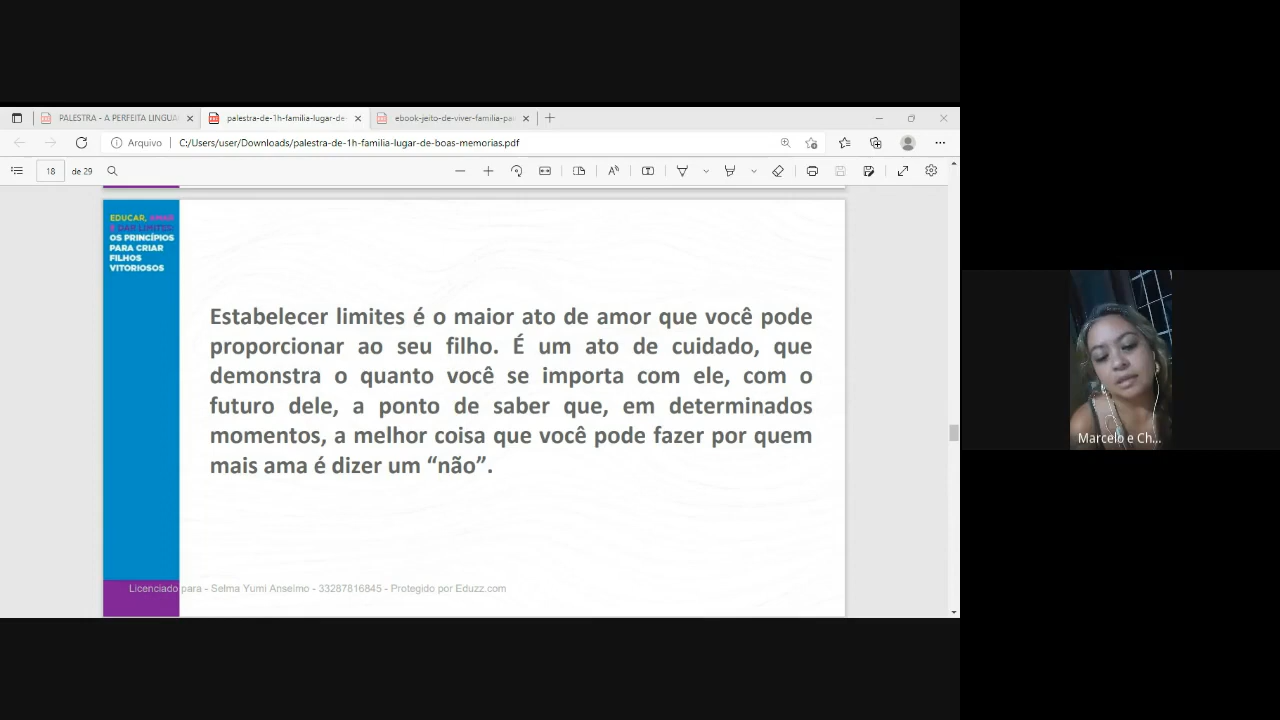 PALESTRA - A PERFEITA LINGUA
palestra-de-1h-familia-lugar-de
ebook-jeito-de-viver-familia-pa
Arquivo
C:/Users/user/Downloads/palestra-de-1h-familia-lugar-de-boas-memorias.pdf
18
de 29
EDUCAR, AMAR
E DAR LIMITES:
OS PRINCÍPIOS
PARA CRIAR
FILHOS
VITORIOSOS
Estabelecer limites é o maior ato de amor que você pode
proporcionar ao seu filho. É um ato de cuidado, que
demonstra o quanto você se importa com ele, com o
futuro dele, a ponto de saber que, em determinados
momentos, a melhor coisa que você pode fazer por quem
mais ama é dizer um “não”.
Licenciado para - Selma Yumi Anselmo - 33287816845 - Protegido por Eduzz.com
Marcelo e Ch...